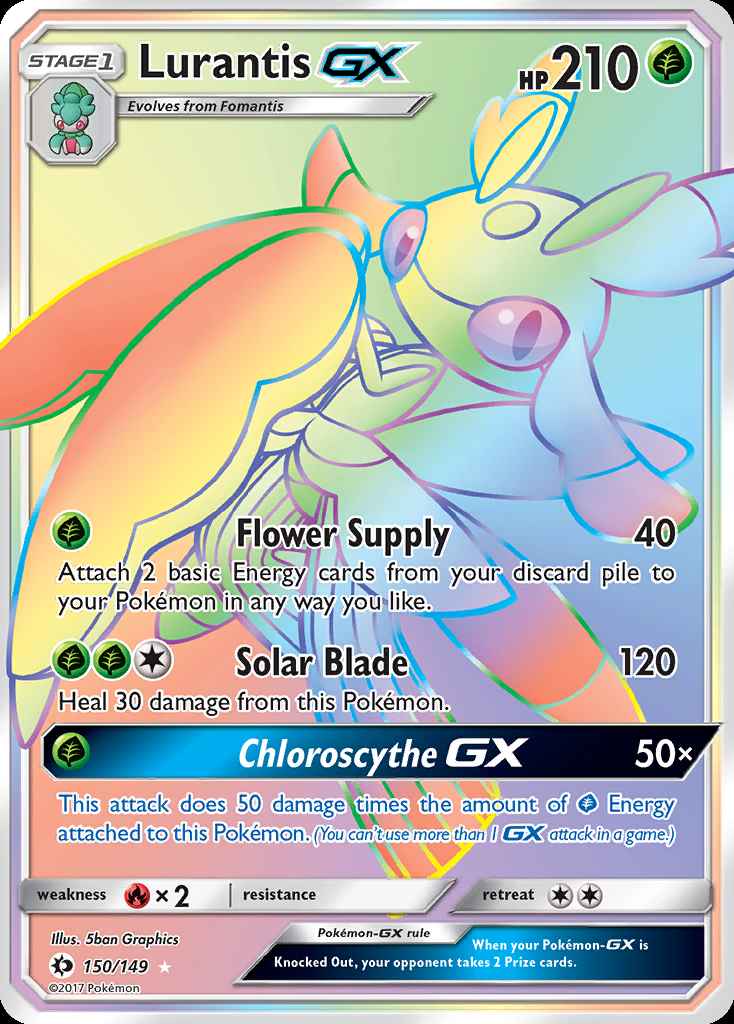 STAGE 1
Lurantis GX
HP 210
Evolves from Fomantis
Flower Supply 40
Attach 2 basic Energy cards from your discard pile to
your Pokémon in any way you like.
Solar Blade 120
Heal 30 damage from this Pokémon.
Chloroscythe GX 50×
This attack does 50 damage times the amount of Energy
attached to this Pokémon. (You can't use more than 1 GX attack in a game.)
weakness × 2 resistance retreat
Illus. 5ban Graphics
150/149
©2017 Pokémon
Pokémon-GX rule
When your Pokémon-GX is
Knocked Out, your opponent takes 2 Prize cards.